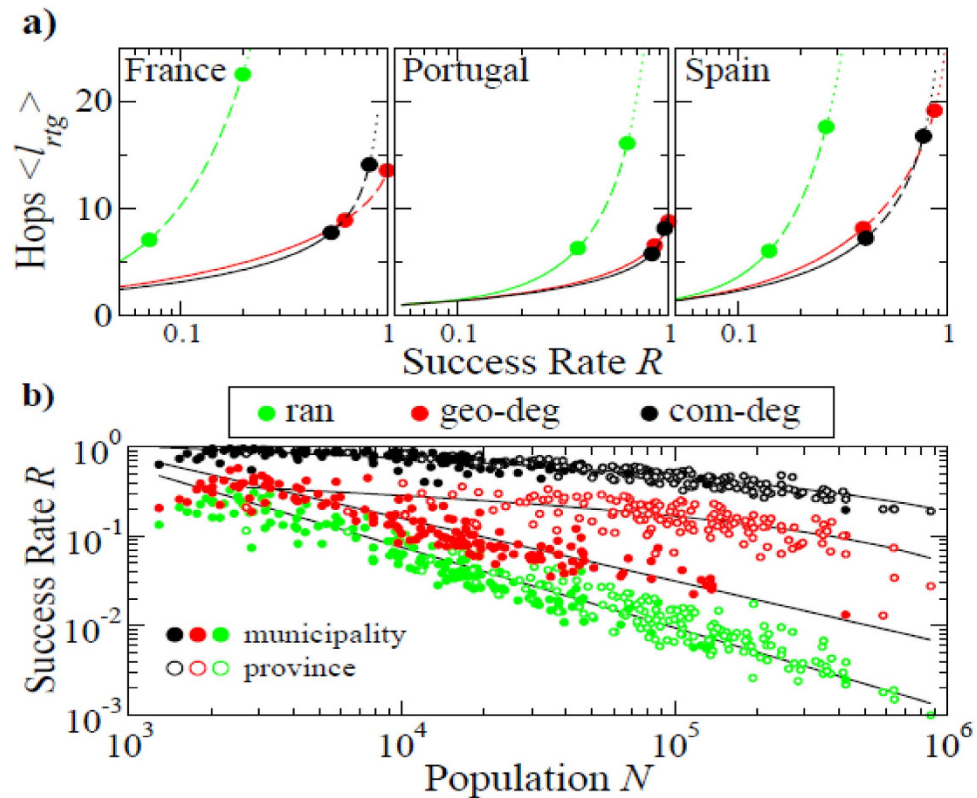 a)
France Portugal Spain
Hops < l_rtg >
20
10
0
0.1 1 0.1 1 0.1 1
Success Rate R
b)
ran geo-deg com-deg
Success Rate R
10^0
10^-1
10^-2
10^-3
municipality
province
10^3 10^4 10^5 10^6
Population N